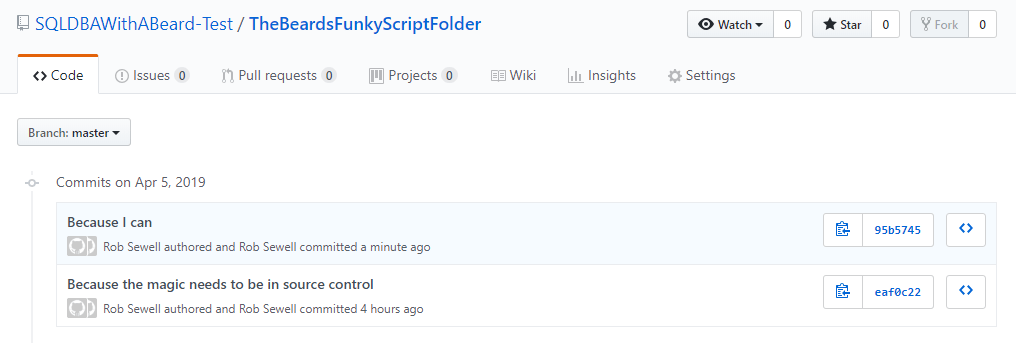 SQLDBAWithABeard-Test / TheBeardsFunkyScriptFolder Watch 0 Star 0 Fork 0
Code Issues 0 Pull requests 0 Projects 0 Wiki Insights Settings
Branch: master
Commits on Apr 5, 2019
Because I can
95b5745
Rob Sewell authored and Rob Sewell committed a minute ago
Because the magic needs to be in source control
eaf0c22
Rob Sewell authored and Rob Sewell committed 4 hours ago